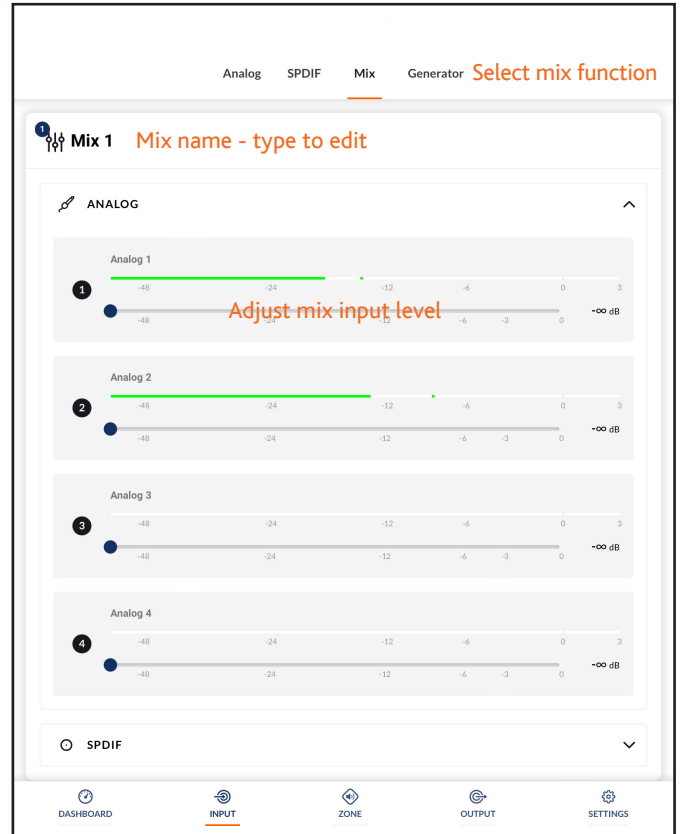 Analog SPDIF Mix Generator Select mix function
1 Mix 1 Mix name - type to edit
ANALOG
Analog 1
1
-48 -24 -12 -6 0 3
Adjust mix input level
-∞ dB
-48 -24 -12 -6 -3 0
Analog 2
2
-48 -24 -12 -6 0 3
-∞ dB
-48 -24 -12 -6 -3 0
Analog 3
3
-48 -24 -12 -6 0 3
-∞ dB
-48 -24 -12 -6 -3 0
Analog 4
4
-48 -24 -12 -6 0 3
-∞ dB
-48 -24 -12 -6 -3 0
SPDIF
DASHBOARD INPUT ZONE OUTPUT SETTINGS